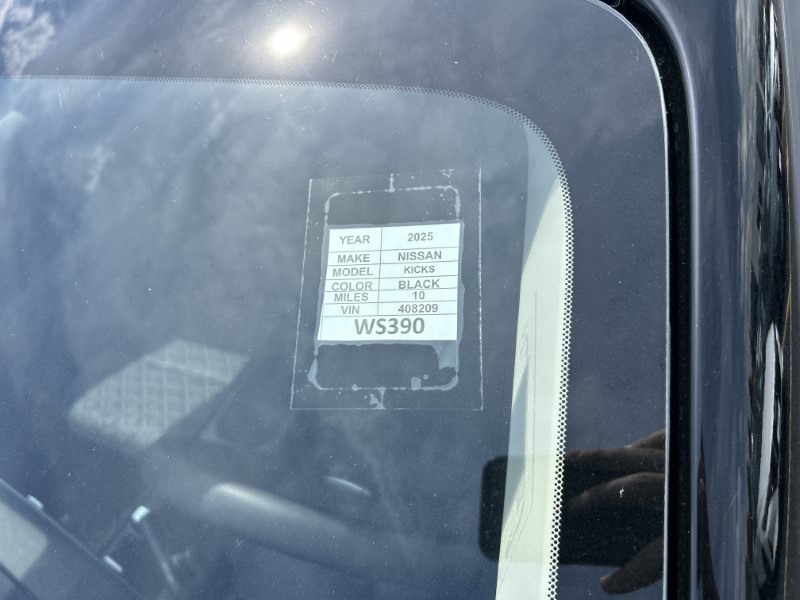 YEAR 2025
MAKE NISSAN
MODEL KICKS
COLOR BLACK
MILES 10
VIN 408209
WS390